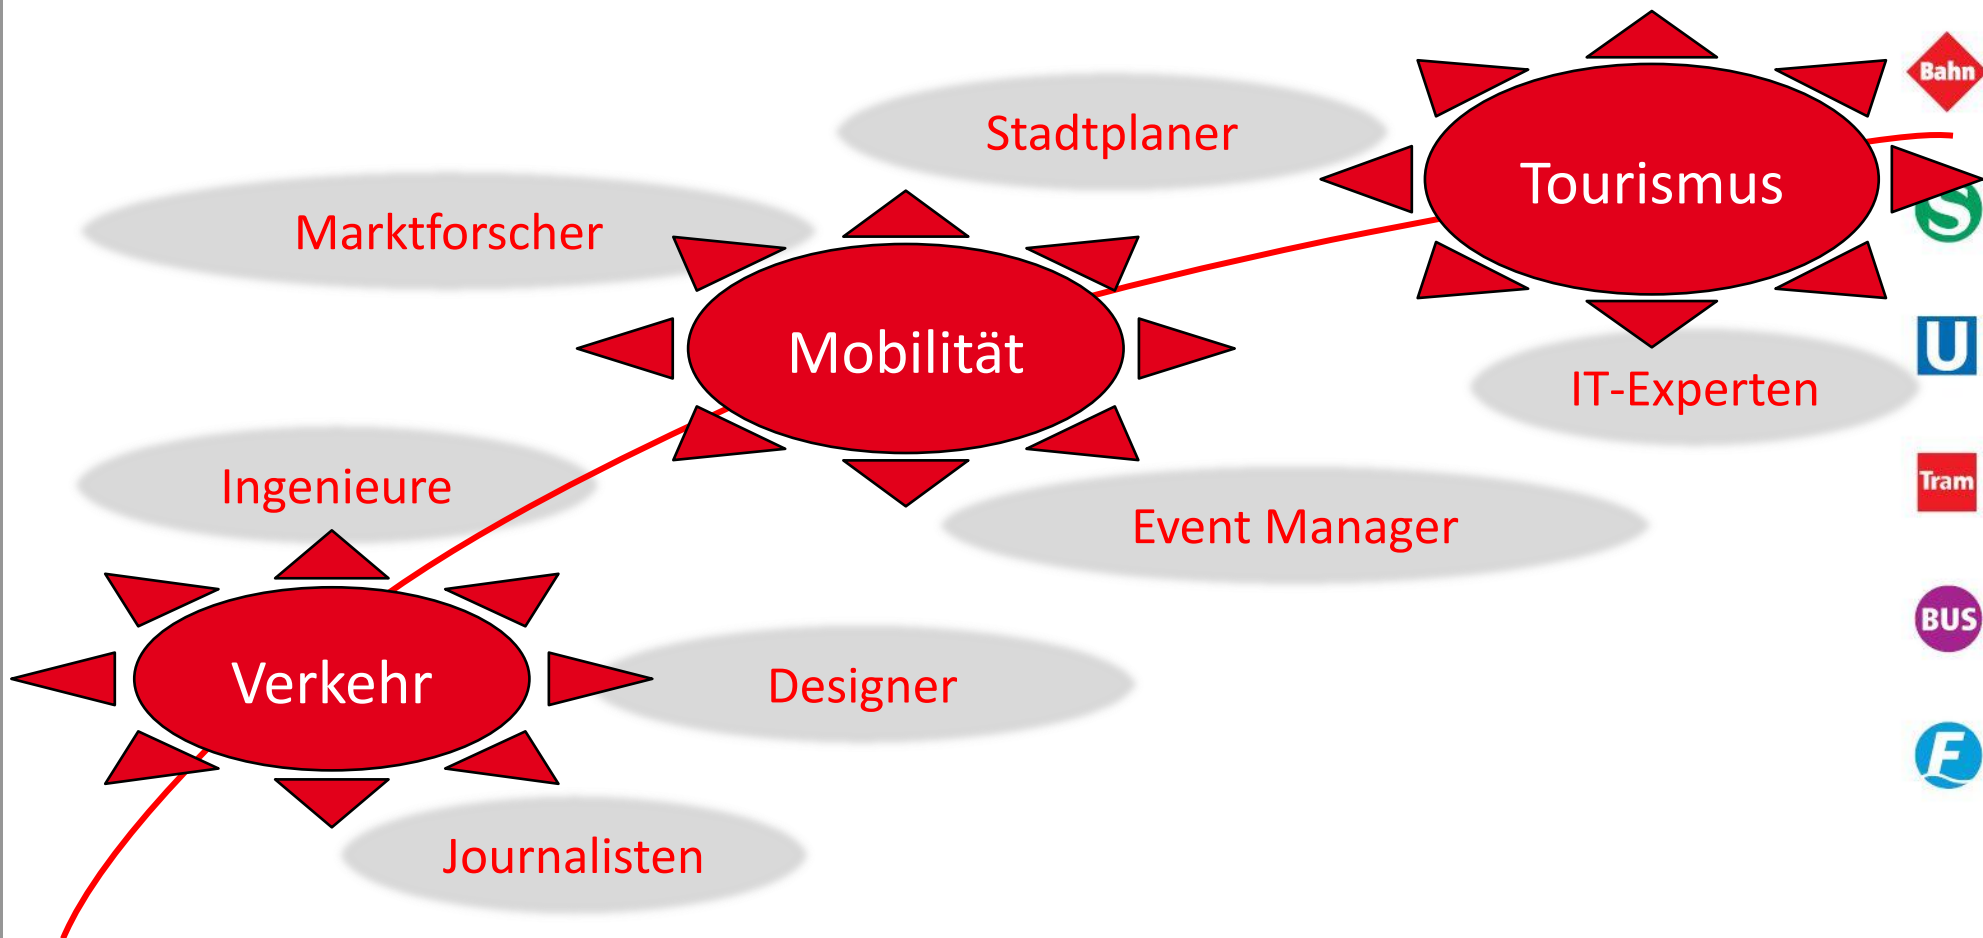 Bahn
Stadtplaner
Tourismus
Marktforscher
S
Mobilität
U
IT-Experten
Ingenieure
Tram
Event Manager
BUS
Verkehr
Designer
F
Journalisten